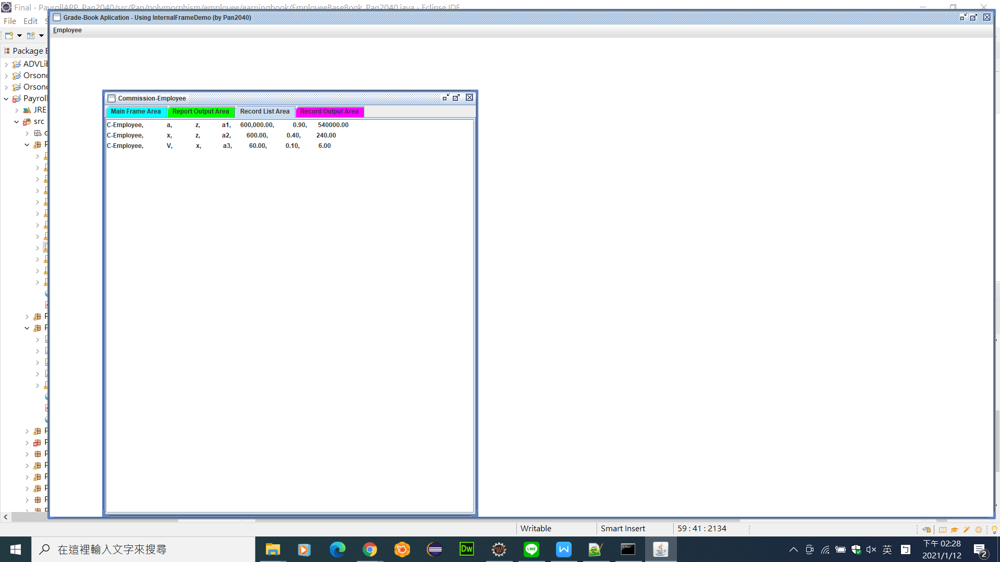 Final - PayrollAPP_Pan2040/src/Pan/polymorphism/employee/earningbook/EmployeeBaseBook_Pan2040.java - Eclipse IDE
Grade-Book Aplication - Using InternalFrameDemo (by Pan2040)
File Edit
Employee
Package
ADVLib
Payroll
JRE
src
Commission-Employee
Main Frame Area Report Output Area Record List Area Record Output Area
C-Employee, a, z, a1, 600,000.00, 0.90, 540000.00
C-Employee, x, z, a2, 600.00, 0.40, 240.00
C-Employee, V, x, a3, 60.00, 0.10, 6.00
Writable Smart Insert 59 : 41 : 2134
在這裡輸入文字來搜尋
Dw
LINE
W
英
下午 02:28
2021/1/12
2